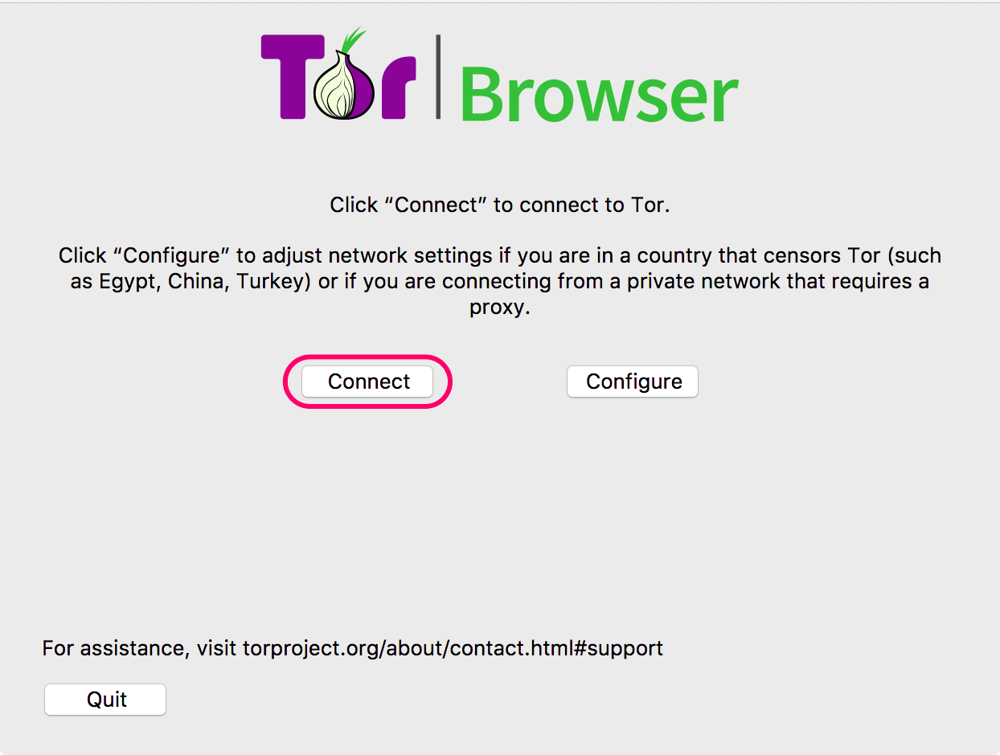 Tor | Browser
Click “Connect” to connect to Tor.
Click “Configure” to adjust network settings if you are in a country that censors Tor (such
as Egypt, China, Turkey) or if you are connecting from a private network that requires a
proxy.
Connect Configure
For assistance, visit torproject.org/about/contact.html#support
Quit